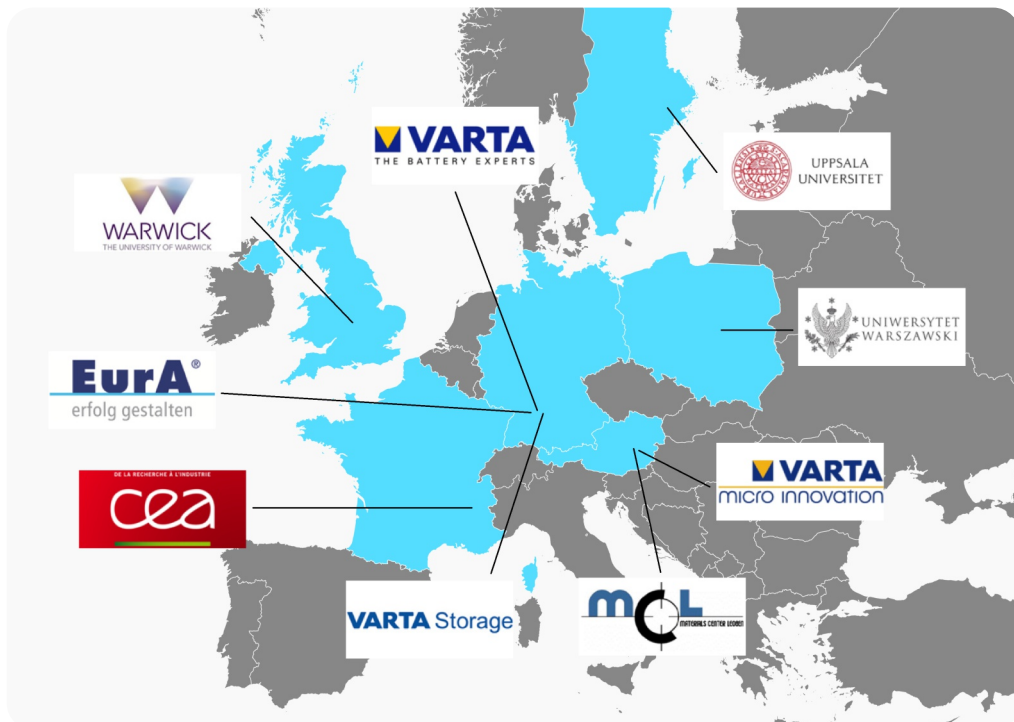 VARTA
THE BATTERY EXPERTS
UPPSALA
UNIVERSITET
WARWICK
THE UNIVERSITY OF WARWICK
UNIWERSYTET
WARSZAWSKI
EurA®
erfolg gestalten
DE LA RECHERCHE À L'INDUSTRIE
cea
VARTA
micro innovation
VARTA Storage
mcL
MATERIALS CENTER LEOBEN